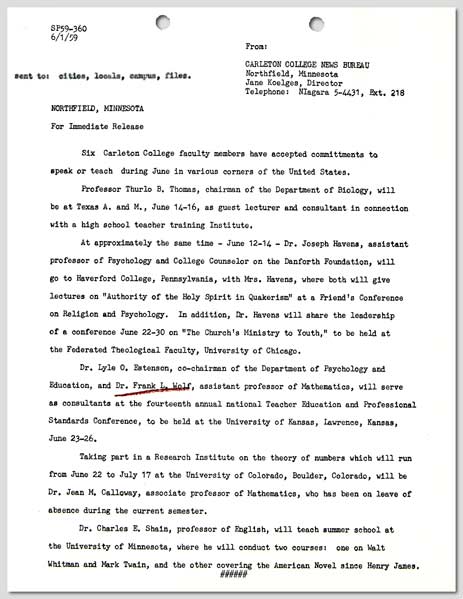 SP59-360
6/1/59
From:
CARLETON COLLEGE NEWS BUREAU
Northfield, Minnesota
Jane Koelges, Director
Telephone: NIagara 5-4431, Ext. 218
sent to: cities, locals, campus, files.
NORTHFIELD, MINNESOTA
For Immediate Release
Six Carleton College faculty members have accepted committments to
speak or teach during June in various corners of the United States.
Professor Thurlo B. Thomas, chairman of the Department of Biology, will
be at Texas A. and M., June 14-16, as guest lecturer and consultant in connection
with a high school teacher training Institute.
At approximately the same time - June 12-14 - Dr. Joseph Havens, assistant
professor of Psychology and College Counselor on the Danforth Foundation, will
go to Haverford College, Pennsylvania, with Mrs. Havens, where both will give
lectures on "Authority of the Holy Spirit in Quakerism" at a Friend's Conference
on Religion and Psychology. In addition, Dr. Havens will share the leadership
of a conference June 22-30 on "The Church's Ministry to Youth," to be held at
the Federated Theological Faculty, University of Chicago.
Dr. Lyle O. Estenson, co-chairman of the Department of Psychology and
Education, and Dr. Frank L. Wolf, assistant professor of Mathematics, will serve
as consultants at the fourteenth annual national Teacher Education and Professional
Standards Conference, to be held at the University of Kansas, Lawrence, Kansas,
June 23-26.
Taking part in a Research Institute on the theory of numbers which will run
from June 22 to July 17 at the University of Colorado, Boulder, Colorado, will be
Dr. Jean M. Calloway, associate professor of Mathematics, who has been on leave of
absence during the current semester.
Dr. Charles E. Shain, professor of English, will teach summer school at
the University of Minnesota, where he will conduct two courses: one on Walt
Whitman and Mark Twain, and the other covering the American Novel since Henry James.
######